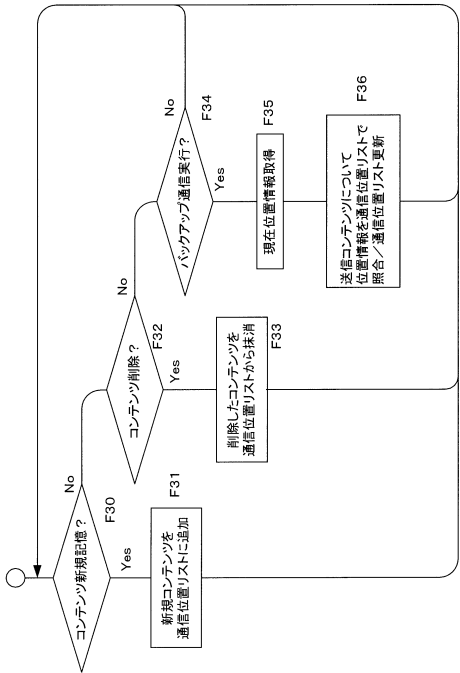 コンテンツ新規記憶？
F30
No
Yes
新規コンテンツを
通信位置リストに追加
F31
コンテンツ削除？
F32
No
Yes
削除したコンテンツを
通信位置リストから抹消
F33
バックアップ通信実行？
F34
No
Yes
現在位置情報取得
F35
送信コンテンツについて
位置情報を通信位置リストで
照合／通信位置リスト更新
F36